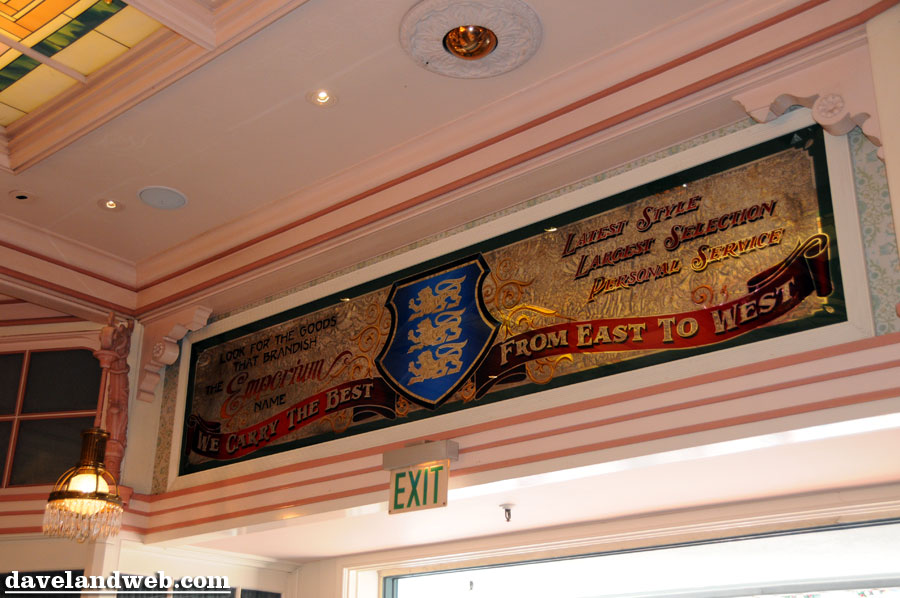 LOOK FOR THE GOODS
THAT BRANDISH
THE EMPORIUM
NAME
WE CARRY THE BEST
LATEST STYLE
LARGEST SELECTION
PERSONAL SERVICE
FROM EAST TO WEST
EXIT
davelandweb.com